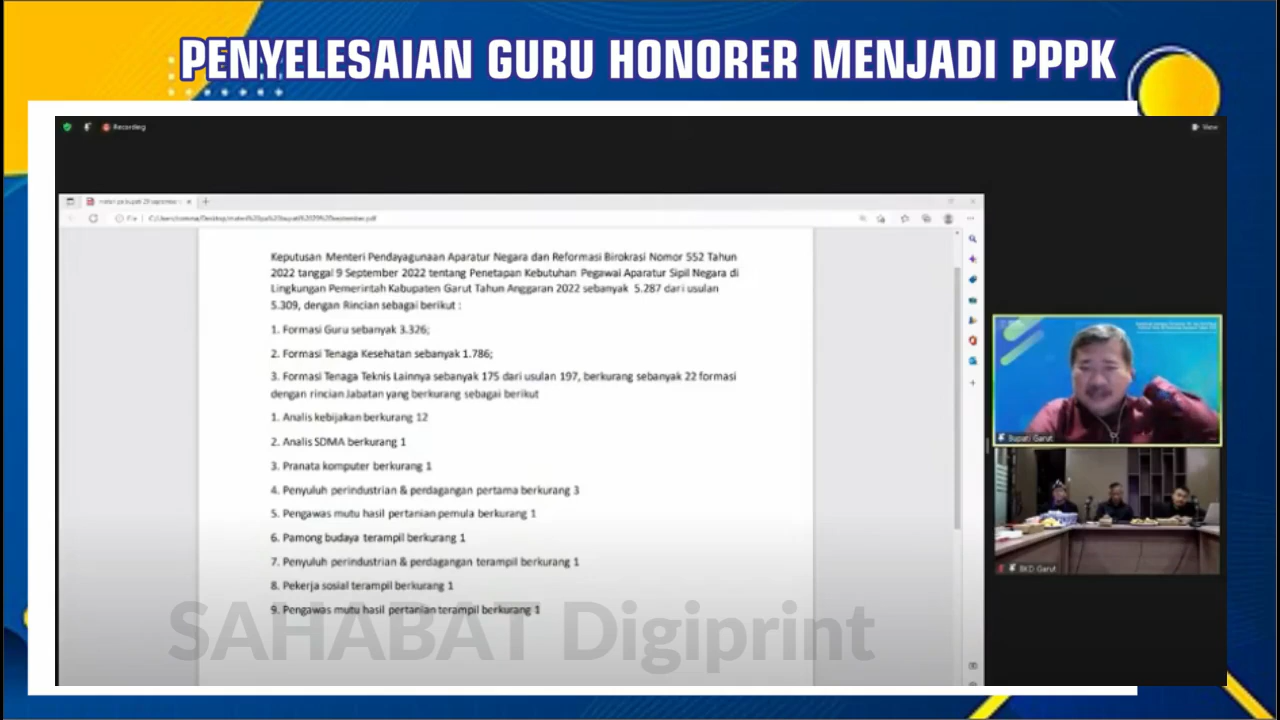 PENYELESAIAN GURU HONORER MENJADI PPPK
Recording
View
Keputusan Menteri Pendayagunaan Aparatur Negara dan Reformasi Birokrasi Nomor 552 Tahun
2022 tanggal 9 September 2022 tentang Penetapan Kebutuhan Pegawai Aparatur Sipil Negara di
Lingkungan Pemerintah Kabupaten Garut Tahun Anggaran 2022 sebanyak 5.287 dari usulan
5.309, dengan Rincian sebagai berikut :
1. Formasi Guru sebanyak 3.326;
2. Formasi Tenaga Kesehatan sebanyak 1.786;
3. Formasi Tenaga Teknis Lainnya sebanyak 175 dari usulan 197, berkurang sebanyak 22 formasi
dengan rincian Jabatan yang berkurang sebagai berikut
1. Analis kebijakan berkurang 12
2. Analis SDMA berkurang 1
3. Pranata komputer berkurang 1
4. Penyuluh perindustrian & perdagangan pertama berkurang 3
5. Pengawas mutu hasil pertanian pemula berkurang 1
6. Pamong budaya terampil berkurang 1
7. Penyuluh perindustrian & perdagangan terampil berkurang 1
8. Pekerja sosial terampil berkurang 1
9. Pengawas mutu hasil pertanian terampil berkurang 1
SAHABAT Digiprint
Bupati Garut
BKD Garut